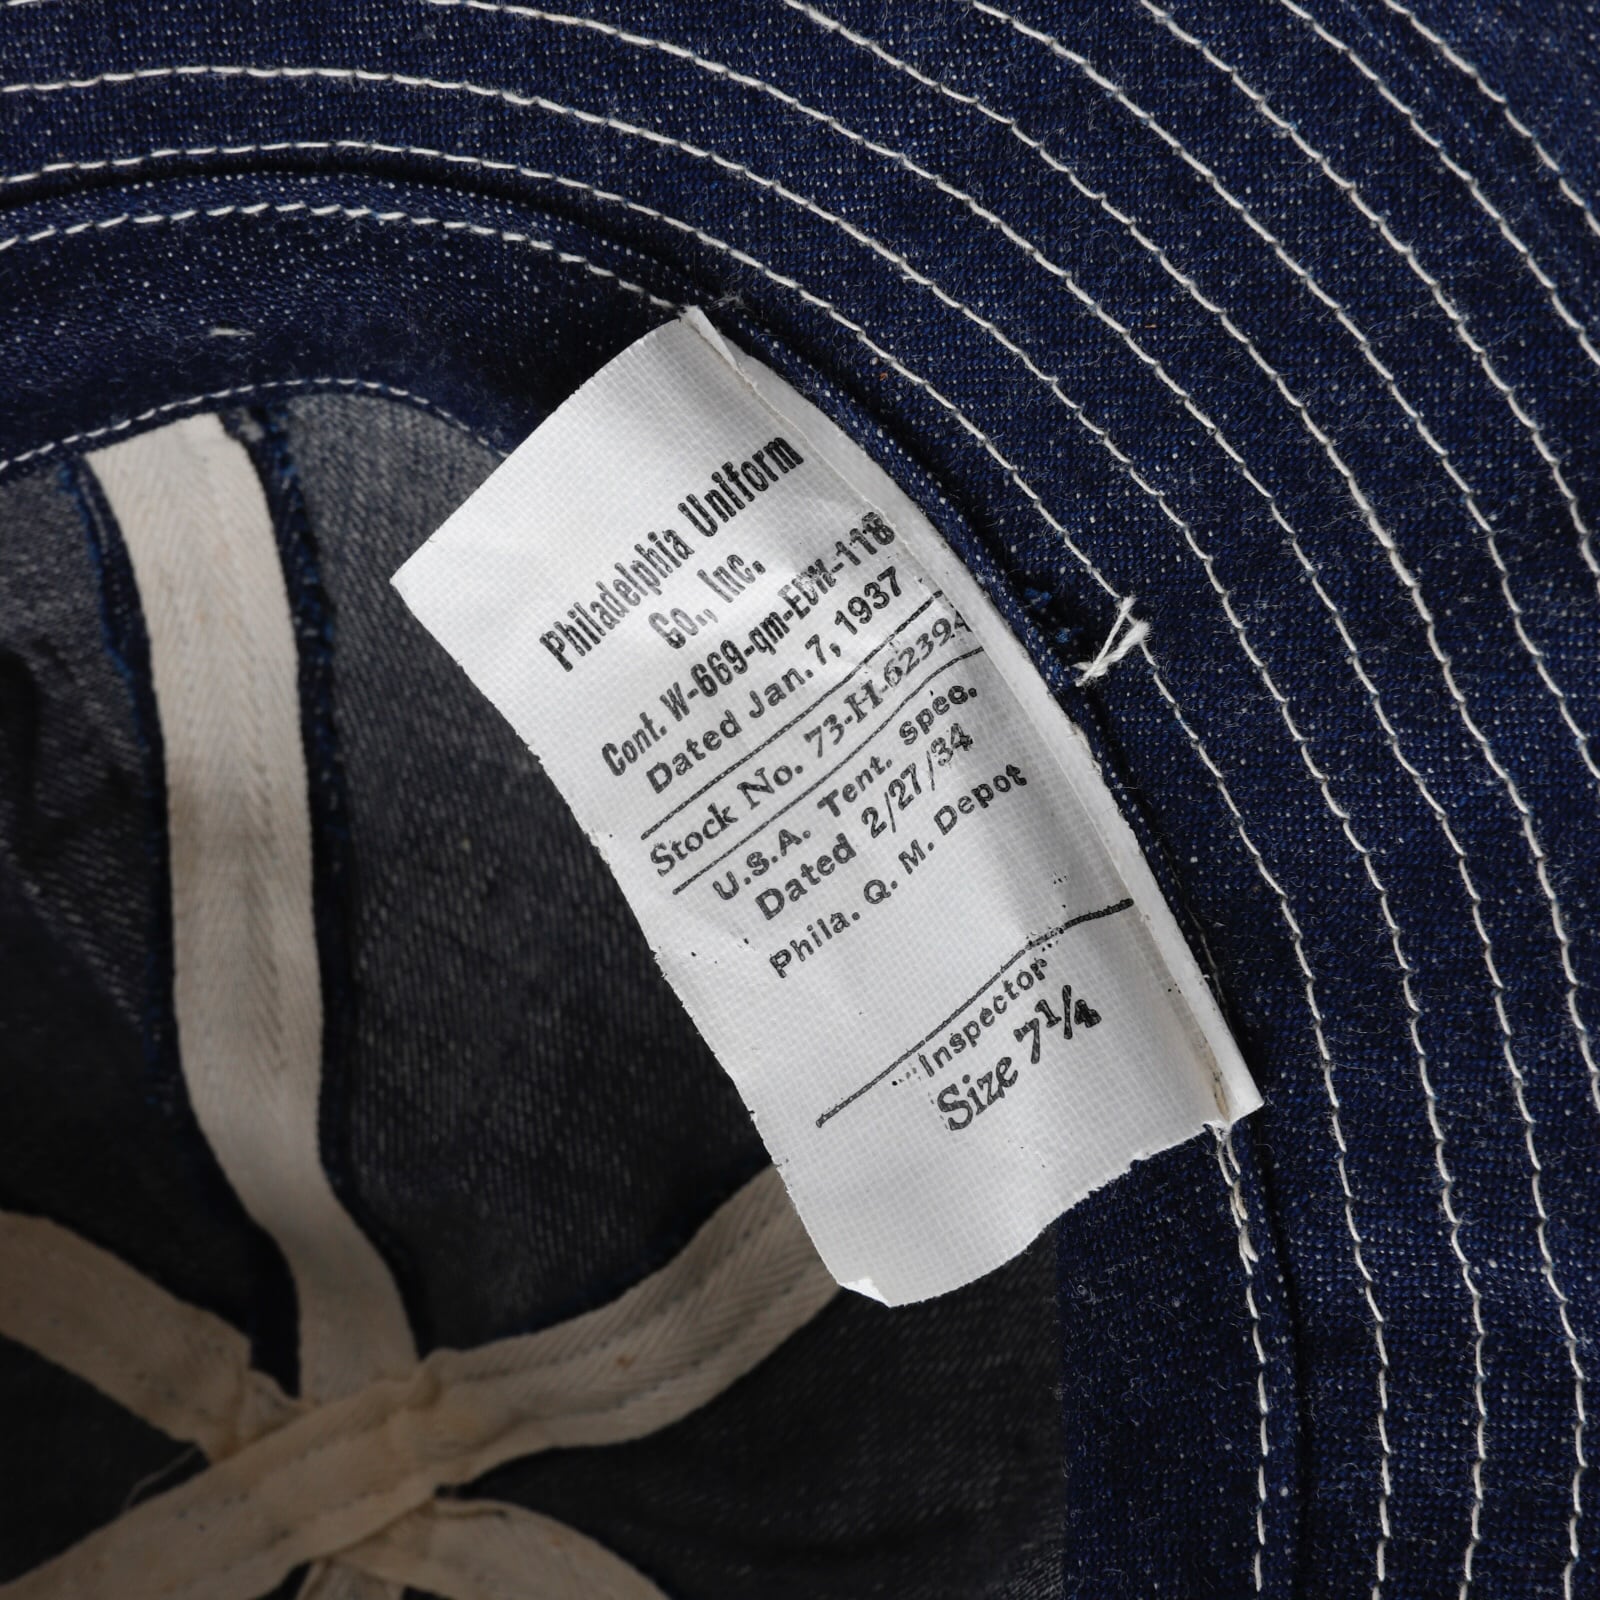 Philadelphia Uniform
Co., Inc.
Cont. W-669-qm-EDW-118
Dated Jan. 7, 1937
Stock No. 73-H-62394
U.S.A. Tent. spec.
Dated 2/27/34
Phila. Q. M. Depot
Inspector
Size 7¼